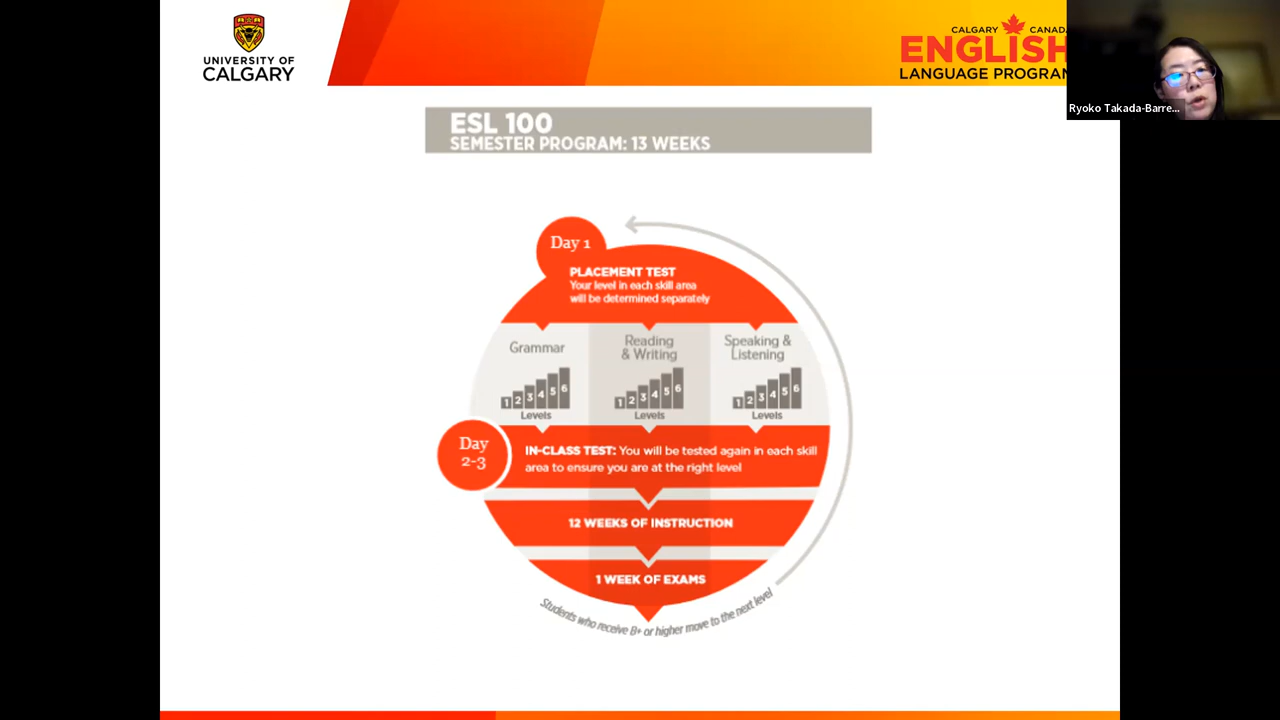 UNIVERSITY OF
CALGARY
CALGARY CANADA
ENGLISH
LANGUAGE PROGRAM
Ryoko Takada-Barre...
ESL 100
SEMESTER PROGRAM: 13 WEEKS
Day 1
PLACEMENT TEST
Your level in each skill area
will be determined separately
Grammar
Reading
& Writing
Speaking &
Listening
1 2 3 4 5 6
1 2 3 4 5 6
1 2 3 4 5 6
Levels
Levels
Levels
Day
2-3
IN-CLASS TEST: You will be tested again in each skill
area to ensure you are at the right level
12 WEEKS OF INSTRUCTION
1 WEEK OF EXAMS
Students who receive B+ or higher move to the next level